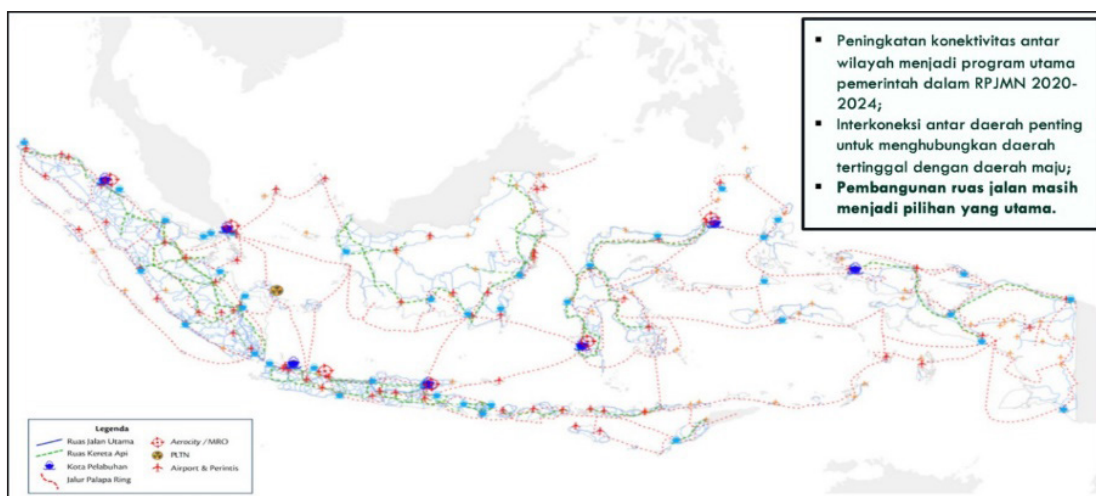 ▪ Peningkatan konektivitas antar
wilayah menjadi program utama
pemerintah dalam RPJMN 2020-
2024;
▪ Interkoneksi antar daerah penting
untuk menghubungkan daerah
tertinggal dengan daerah maju;
▪ Pembangunan ruas jalan masih
menjadi pilihan yang utama.
Legenda
Ruas Jalan Utama
Ruas Kereta Api
Kota Pelabuhan
Jalur Palapa Ring
Aerocity / MRO
PLTN
Airport & Perintis